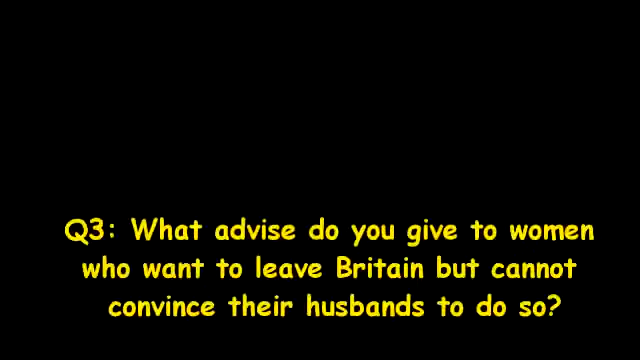 Q3: What advise do you give to women
who want to leave Britain but cannot
convince their husbands to do so?